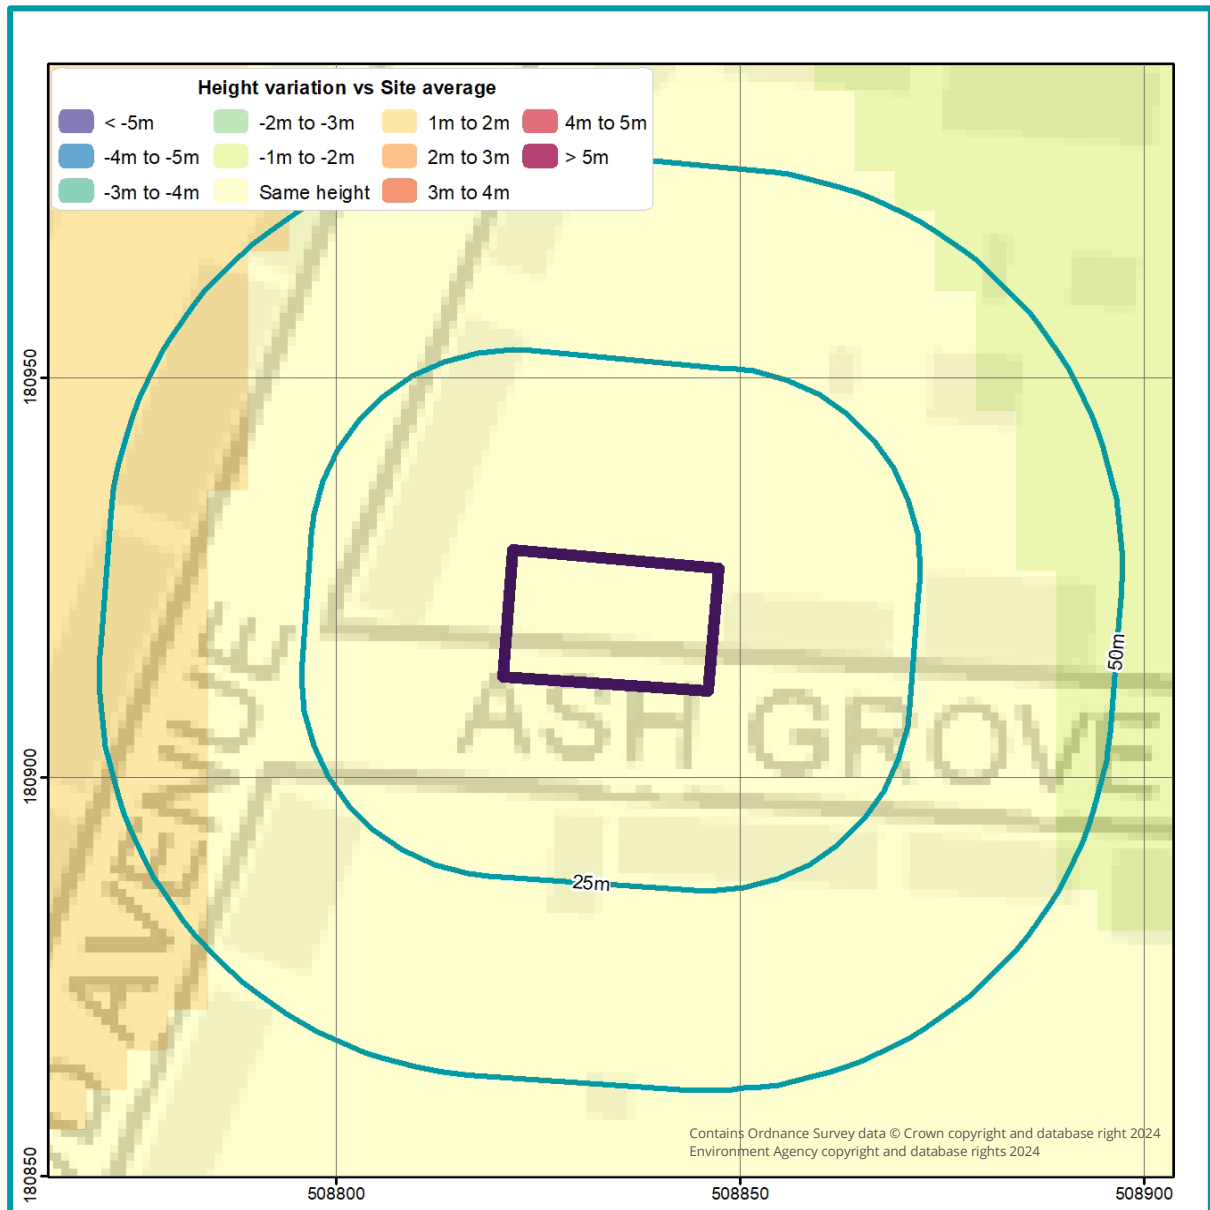 Height variation vs Site average
< -5m -2m to -3m 1m to 2m 4m to 5m
-4m to -5m -1m to -2m 2m to 3m > 5m
-3m to -4m Same height 3m to 4m
180950
50m
AVENUE
ASH GROVE
180900
25m
D
Contains Ordnance Survey data © Crown copyright and database right 2024
Environment Agency copyright and database rights 2024
180850
508800 508850 508900